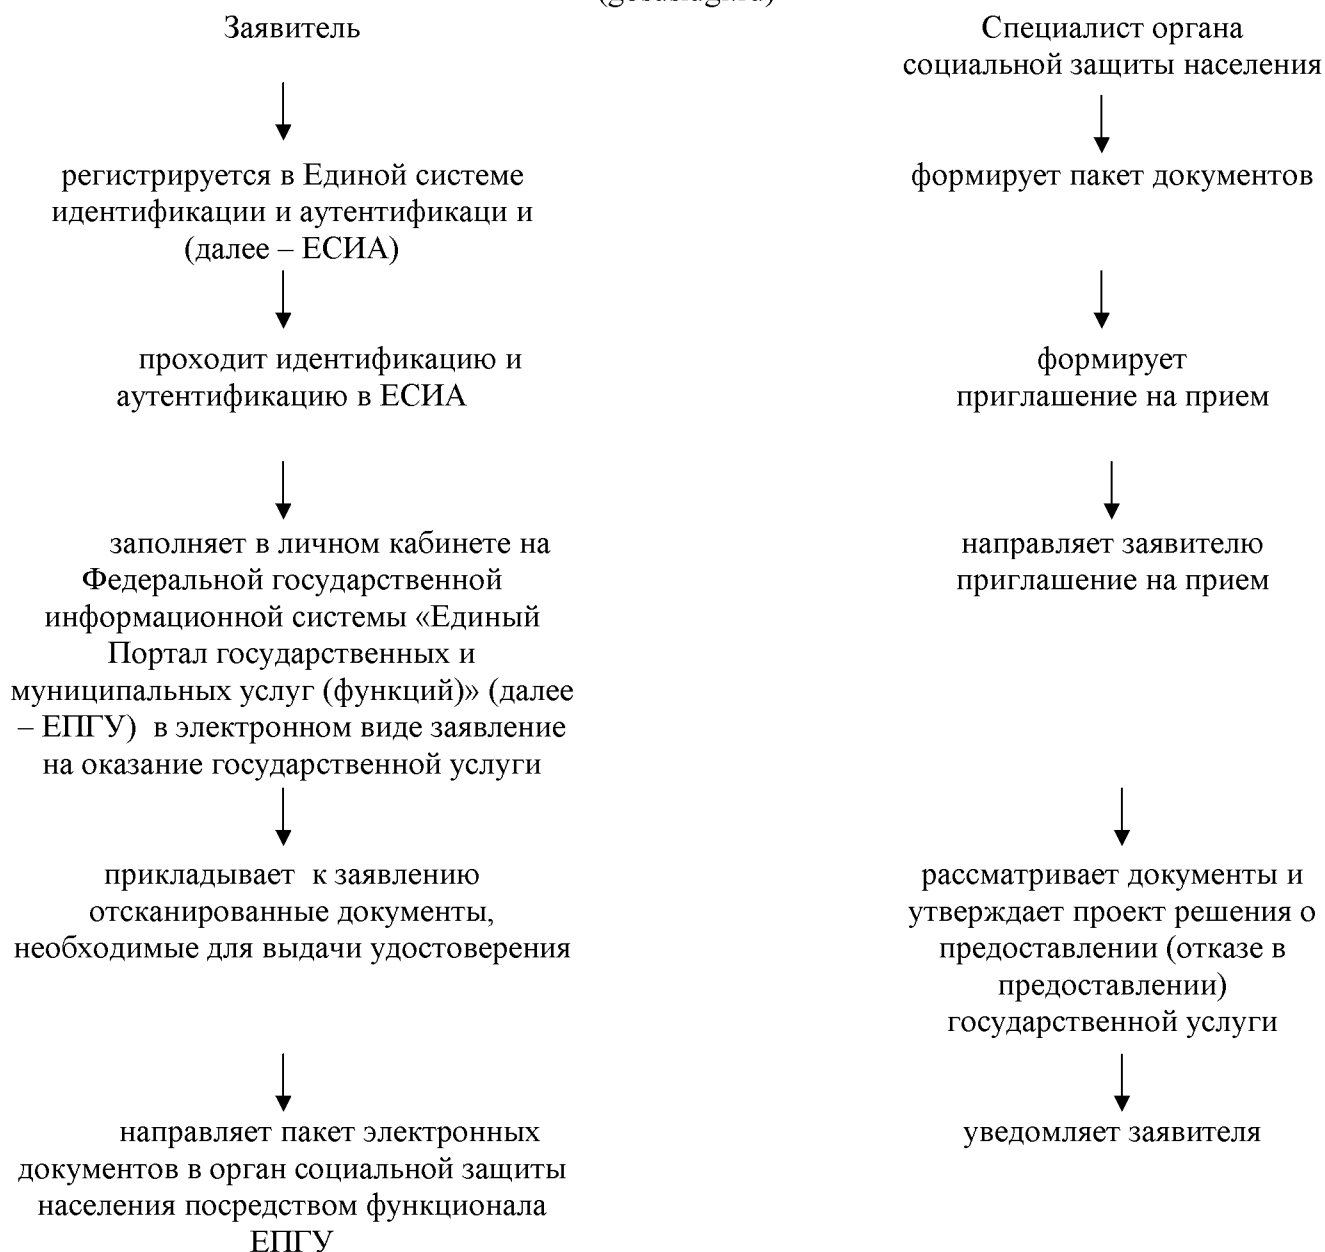 Заявитель
регистрируется в Единой системе
идентификации и аутентификаци и
(далее – ЕСИА)
проходит идентификацию и
аутентификацию в ЕСИА
заполняет в личном кабинете на
Федеральной государственной
информационной системы «Единый
Портал государственных и
муниципальных услуг (функций)» (далее
– ЕПГУ) в электронном виде заявление
на оказание государственной услуги
прикладывает к заявлению
отсканированные документы,
необходимые для выдачи удостоверения
направляет пакет электронных
документов в орган социальной защиты
населения посредством функционала
ЕПГУ
Специалист органа
социальной защиты населения
формирует пакет документов
формирует
приглашение на прием
направляет заявителю
приглашение на прием
рассматривает документы и
утверждает проект решения о
предоставлении (отказе в
предоставлении)
государственной услуги
уведомляет заявителя